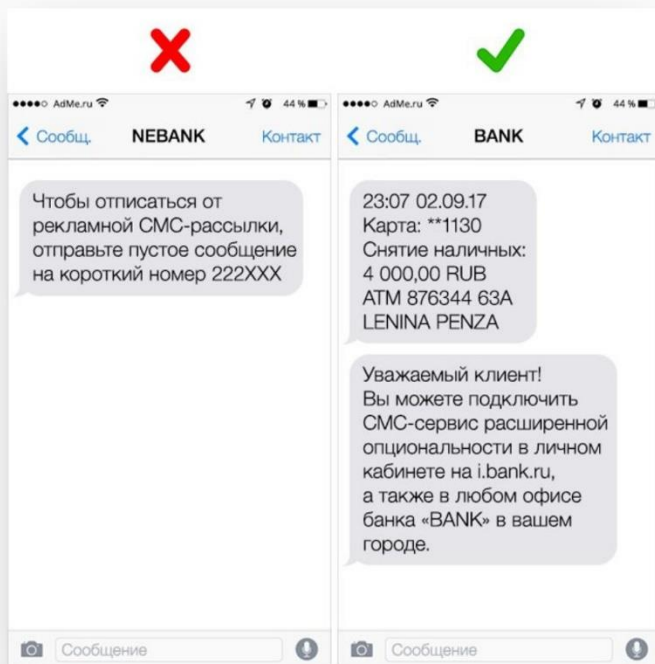 AdMe.ru
44 %
Сообщ.
NEBANK
Контакт
Чтобы отписаться от
рекламной СМС-рассылки,
отправьте пустое сообщение
на короткий номер 222XXX
Сообщение
AdMe.ru
44 %
Сообщ.
BANK
Контакт
23:07 02.09.17
Карта: **1130
Снятие наличных:
4 000,00 RUB
ATM 876344 63A
LENINA PENZA
Уважаемый клиент!
Вы можете подключить
СМС-сервис расширенной
опциональности в личном
кабинете на i.bank.ru,
а также в любом офисе
банка «BANK» в вашем
городе.
Сообщение